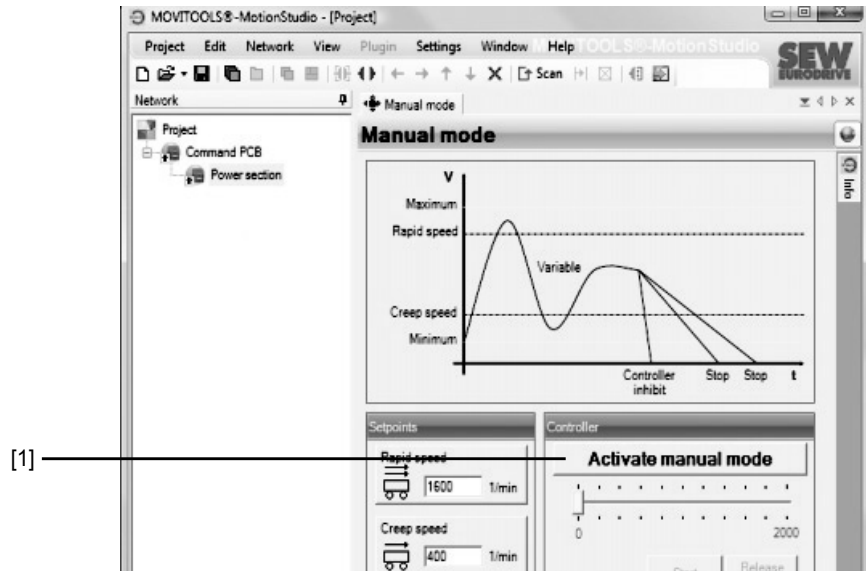 MOVITOOLS®-MotionStudio - [Project]
Project Edit Network View Plugin Settings Window Help
TOOLS®-MotionStudio
SEW
EURODRIVE
Scan
Network
Manual mode
Project
Command PCB
Power section
Manual mode
Info
V
Maximum
Rapid speed
Variable
Creep speed
Minimum
Controller inhibit
Stop
Stop
t
Setpoints
Controller
[1]
Rapid speed
1600 1/min
Activate manual mode
0 2000
Creep speed
400 1/min
Release